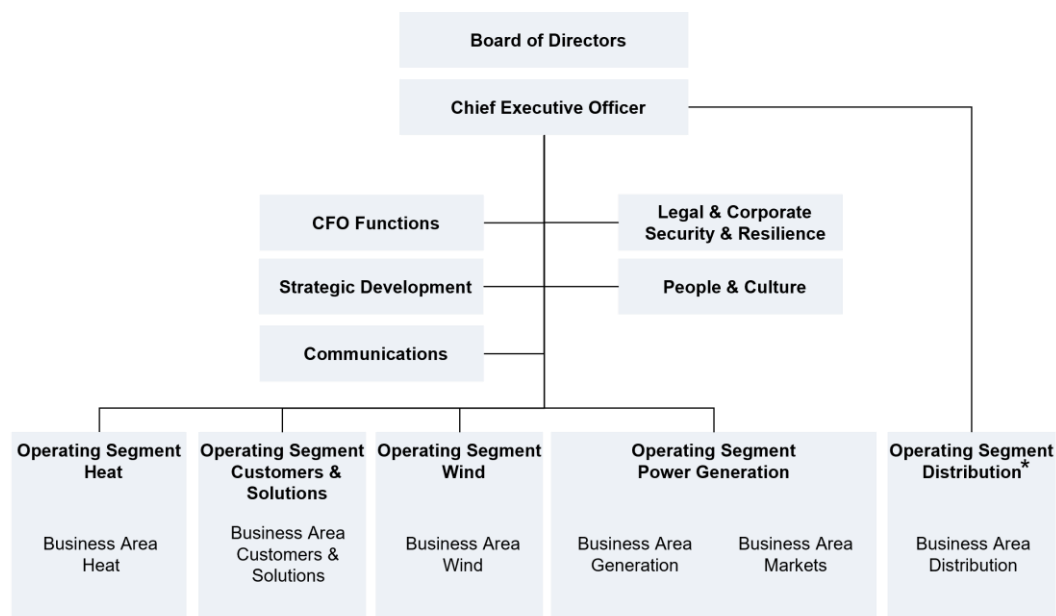 Board of Directors
Chief Executive Officer
CFO Functions
Legal & Corporate
Security & Resilience
Strategic Development
People & Culture
Communications
Operating Segment
Heat
Business Area
Heat
Operating Segment
Customers &
Solutions
Business Area
Customers &
Solutions
Operating Segment
Wind
Business Area
Wind
Operating Segment
Power Generation
Business Area
Generation
Business Area
Markets
Operating Segment
Distribution*
Business Area
Distribution